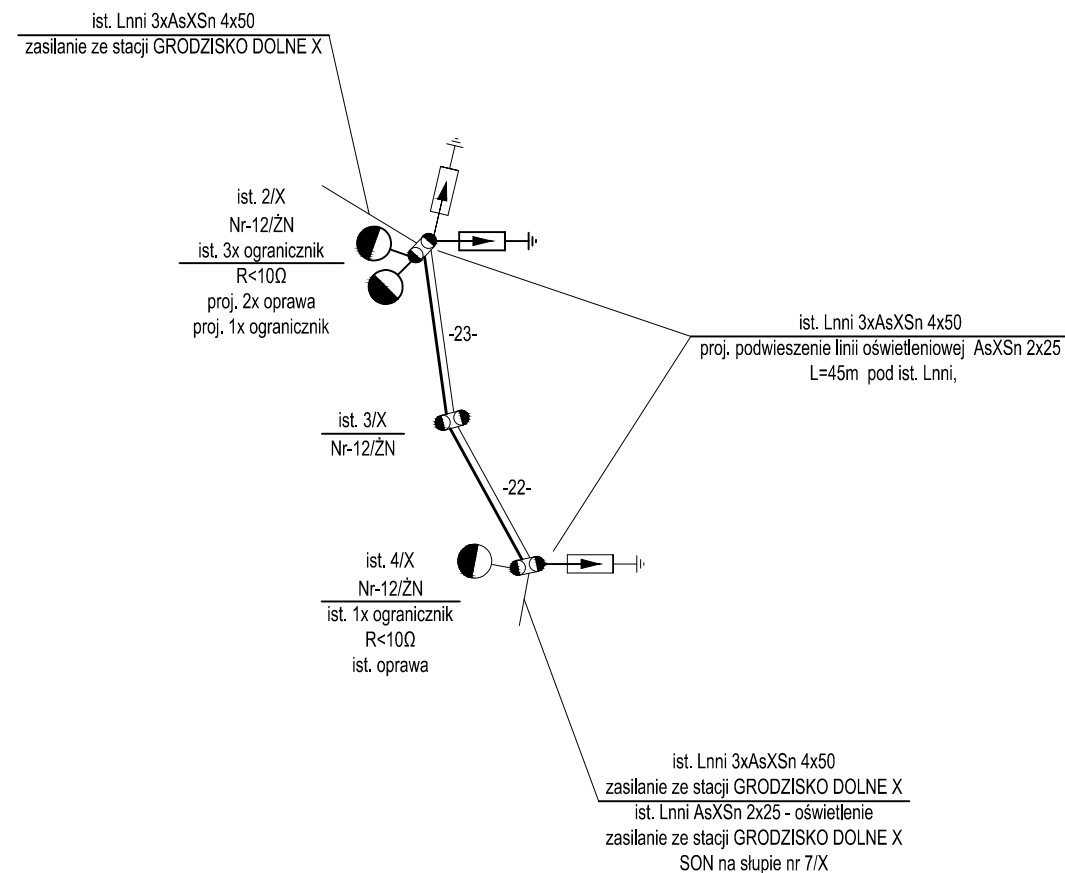 ist. Lnni 3xAsXSn 4x50
zasilanie ze stacji GRODZISKO DOLNE X
ist. 2/X
Nr-12/ŻN
ist. 3x ogranicznik
R<10Ω
proj. 2x oprawa
proj. 1x ogranicznik
-23-
ist. Lnni 3xAsXSn 4x50
proj. podwieszenie linii oświetleniowej AsXSn 2x25
L=45m pod ist. Lnni,
ist. 3/X
Nr-12/ŻN
-22-
ist. 4/X
Nr-12/ŻN
ist. 1x ogranicznik
R<10Ω
ist. oprawa
ist. Lnni 3xAsXSn 4x50
zasilanie ze stacji GRODZISKO DOLNE X
ist. Lnni AsXSn 2x25 - oświetlenie
zasilanie ze stacji GRODZISKO DOLNE X
SON na słupie nr 7/X